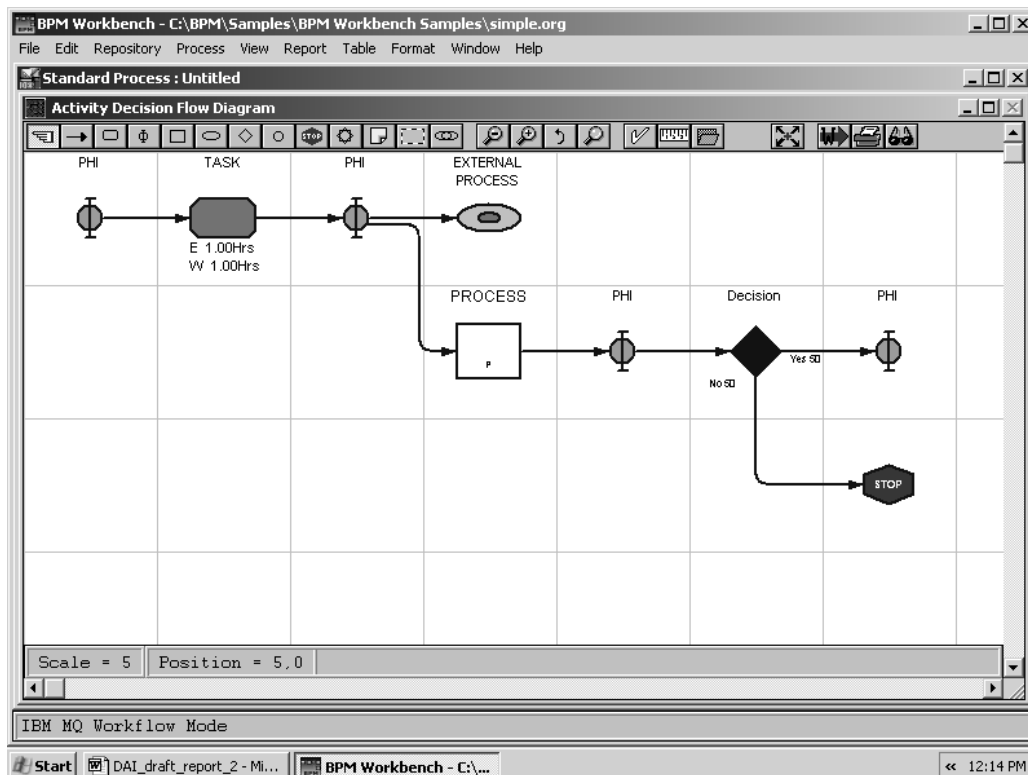 BPM Workbench - C:\BPM\Samples\BPM Workbench Samples\simple.org
File Edit Repository Process View Report Table Format Window Help
Standard Process : Untitled
Activity Decision Flow Diagram
STOP
PHI TASK PHI EXTERNAL
PROCESS
E 1.00Hrs
W 1.00Hrs
PROCESS PHI Decision PHI
P
Yes 50
No 50
STOP
Scale = 5 Position = 5,0
IBM MQ Workflow Mode
Start DAI_draft_report_2 - Mi... BPM Workbench - C:\... « 12:14 PM